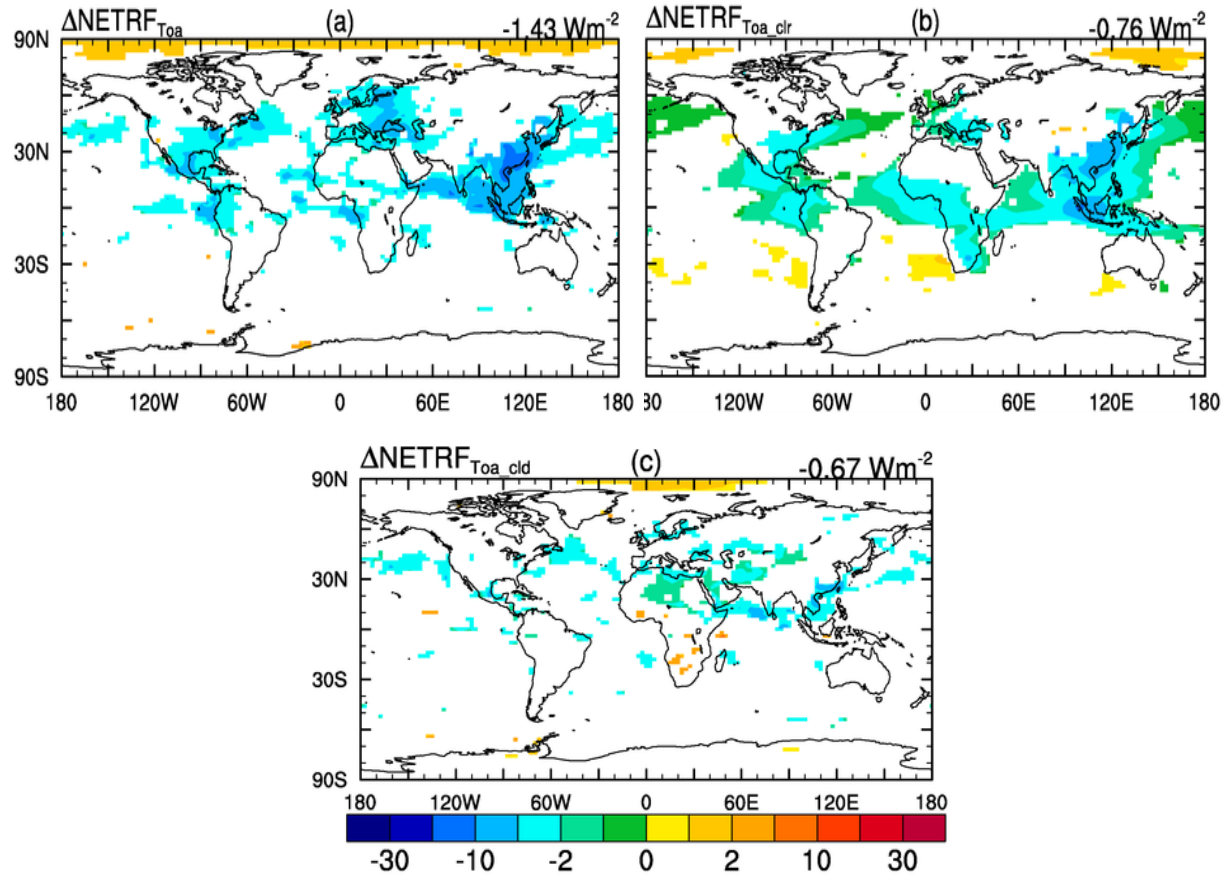 ΔNETRF_Toa (a) -1.43 Wm⁻²
90N
30N
30S
90S
180 120W 60W 0 60E 120E 180
ΔNETRF_Toa_clr (b) -0.76 Wm⁻²
80 120W 60W 0 60E 120E 180
ΔNETRF_Toa_cld (c) -0.67 Wm⁻²
90N
30N
30S
90S
180 120W 60W 0 60E 120E 180
-30 -10 -2 0 2 10 30